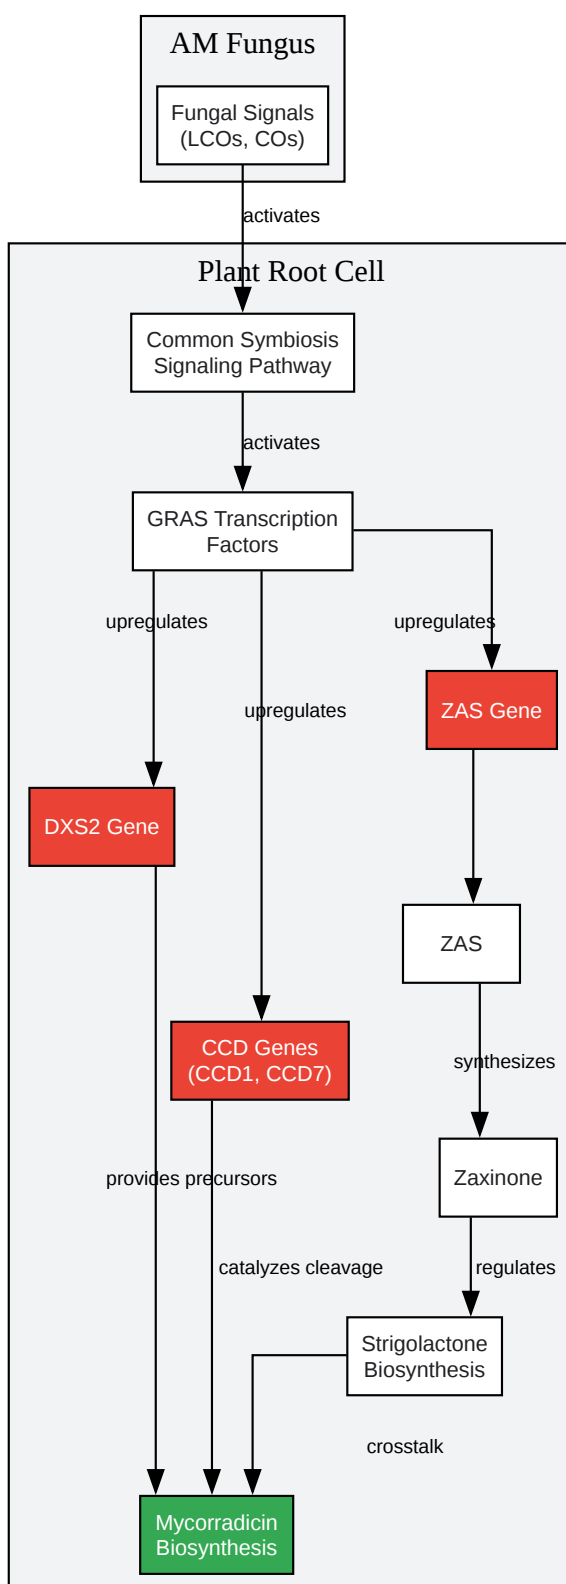 AM Fungus
Fungal Signals
(LCOs, COs)
activates
Plant Root Cell
Common Symbiosis
Signaling Pathway
activates
GRAS Transcription
Factors
upregulates
upregulates
ZAS Gene
upregulates
DXS2 Gene
ZAS
CCD Genes
(CCD1, CCD7)
synthesizes
Zaxinone
provides precursors
catalyzes cleavage
regulates
Strigolactone
Biosynthesis
crosstalk
Mycorradicin
Biosynthesis